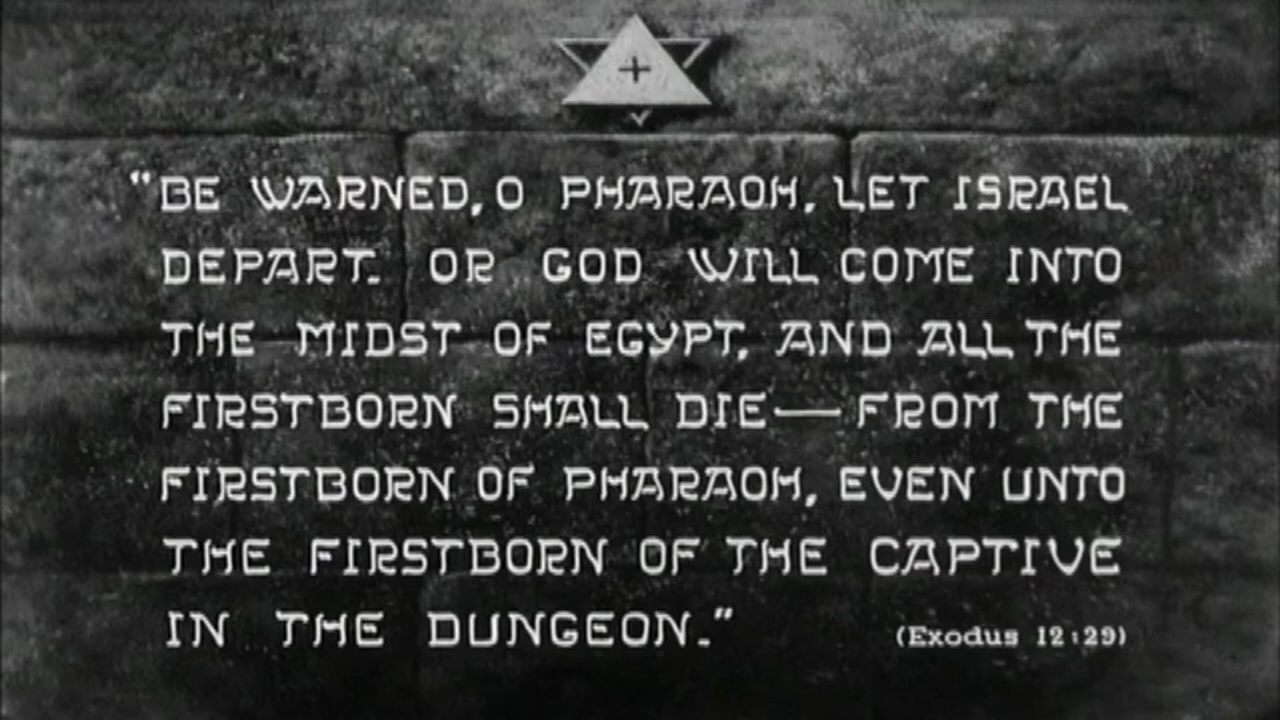 “BE WARNED, O PHARAOH, LET ISRAEL
DEPART. OR GOD WILL COME INTO
THE MIDST OF EGYPT, AND ALL THE
FIRSTBORN SHALL DIE—FROM THE
FIRSTBORN OF PHARAOH, EVEN UNTO
THE FIRSTBORN OF THE CAPTIVE
IN THE DUNGEON.”
(Exodus 12:29)